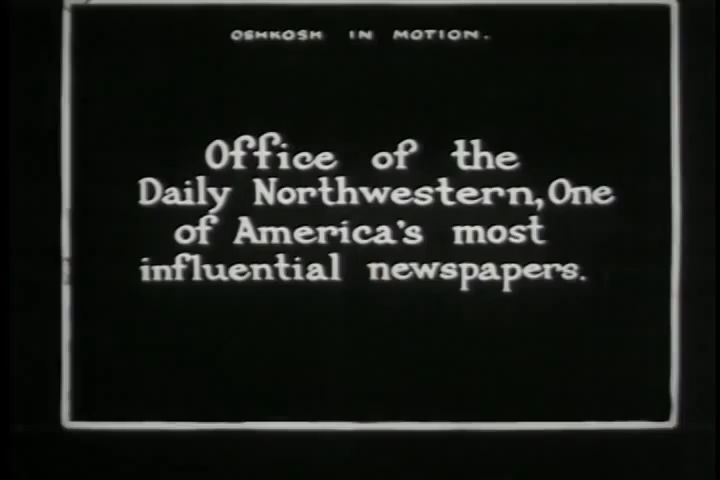 OSHKOSH IN MOTION.
Office of the
Daily Northwestern, One
of America's most
influential newspapers.